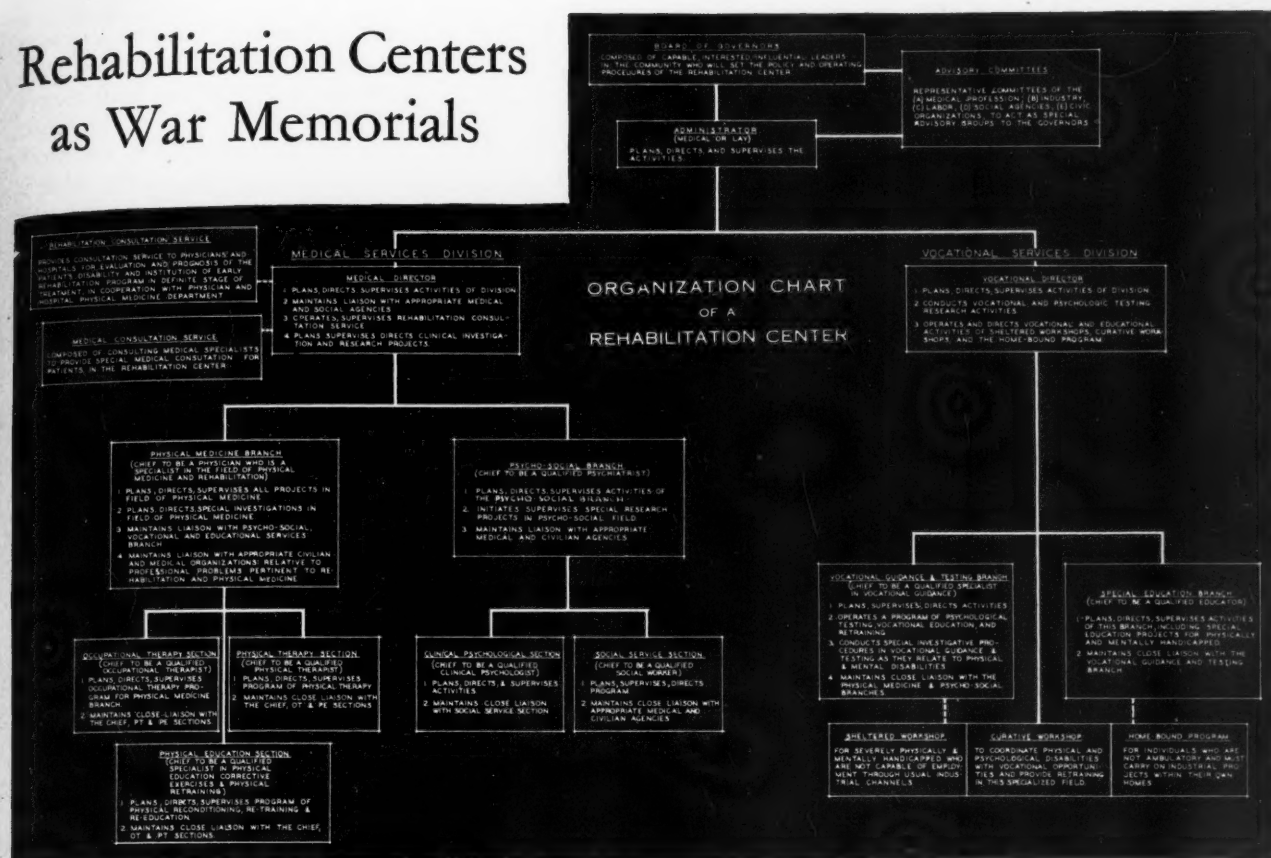 Rehabilitation Centers
as War Memorials
BOARD OF GOVERNORS
COMPOSED OF CAPABLE, INTERESTED, INFLUENTIAL LEADERS
IN THE COMMUNITY WHO WILL SET THE POLICY AND OPERATING
PROCEDURES OF THE REHABILITATION CENTER
ADVISORY COMMITTEES
REPRESENTATIVE COMMITTEES OF THE
(A) MEDICAL PROFESSION, (B) INDUSTRY,
(C) LABOR, (D) SOCIAL AGENCIES, (E) CIVIC
ORGANIZATIONS, TO ACT AS SPECIAL
ADVISORY GROUPS TO THE GOVERNORS
ADMINISTRATOR
(MEDICAL OR LAY)
PLANS, DIRECTS, AND SUPERVISES THE
ACTIVITIES.
REHABILITATION CONSULTATION SERVICE
PROVIDES CONSULTATION SERVICE TO PHYSICIANS AND
HOSPITALS FOR EVALUATION AND PROGNOSIS OF THE
PATIENTS DISABILITY AND INSTITUTION OF EARLY
REHABILITATION PROGRAM IN DEFINITE STAGE OF
TREATMENT, IN COOPERATION WITH PHYSICIAN AND
HOSPITAL PHYSICAL MEDICINE DEPARTMENT
MEDICAL CONSULTATION SERVICE
COMPOSED OF CONSULTING MEDICAL SPECIALISTS
TO PROVIDE SPECIAL MEDICAL CONSUTATION FOR
PATIENTS, IN THE REHABILITATION CENTER
MEDICAL SERVICES DIVISION
MEDICAL DIRECTOR
1 PLANS, DIRECTS SUPERVISES ACTIVITIES OF DIVISION
2 MAINTAINS LIAISON WITH APPROPRIATE MEDICAL
AND SOCIAL AGENCIES
3 OPERATES, SUPERVISES REHABILITATION CONSUL-
TATION SERVICE
4 PLANS SUPERVISES DIRECTS CLINICAL INVESTIGA-
TION AND RESEARCH PROJECTS.
ORGANIZATION CHART
OF A
REHABILITATION CENTER
VOCATIONAL SERVICES DIVISION
VOCATIONAL DIRECTOR
1 PLANS, DIRECTS, SUPERVISES ACTIVITIES OF DIVISION
2 CONDUCTS VOCATIONAL AND PSYCHOLOGIC TESTING
RESEARCH ACTIVITIES
3 OPERATES AND DIRECTS VOCATIONAL AND EDUCATIONAL
ACTIVITIES OF SHELTERED WORKSHOPS, CURATIVE WORK
SHOPS, AND THE HOME-BOUND PROGRAM
PHYSICAL MEDICINE BRANCH
(CHIEF TO BE A PHYSICIAN WHO IS A
SPECIALIST IN THE FIELD OF PHYSICAL
MEDICINE AND REHABILITATION)
1 PLANS, DIRECTS, SUPERVISES ALL PROJECTS IN
FIELD OF PHYSICAL MEDICINE
2 PLANS, DIRECTS, SPECIAL INVESTIGATIONS IN
FIELD OF PHYSICAL MEDICINE
3 MAINTAINS LIAISON WITH PSYCHO-SOCIAL,
VOCATIONAL AND EDUCATIONAL SERVICES
BRANCH
4 MAINTAINS LIAISON WITH APPROPRIATE CIVILIAN
AND MEDICAL ORGANIZATIONS RELATIVE TO
PROFESSIONAL PROBLEMS PERTINENT TO RE-
HABILITATION AND PHYSICAL MEDICINE
PSYCHO-SOCIAL BRANCH
(CHIEF TO BE A QUALIFIED PSYCHIATRIST)
1 PLANS, DIRECTS, SUPERVISES ACTIVITIES OF
THE PSYCHO SOCIAL BRANCH
2 INITIATES SUPERVISES SPECIAL RESEARCH
PROJECTS IN PSYCHO-SOCIAL FIELD
3 MAINTAINS LIAISON WITH APPROPRIATE
MEDICAL AND CIVILIAN AGENCIES
VOCATIONAL GUIDANCE & TESTING BRANCH
(CHIEF TO BE A QUALIFIED SPECIALIST
IN VOCATIONAL GUIDANCE)
1 PLANS, SUPERVISES, DIRECTS ACTIVITIES
2. OPERATES A PROGRAM OF PSYCHOLOGICAL
TESTING, VOCATIONAL EDUCATION, AND
RETRAINING
3 CONDUCTS SPECIAL INVESTIGATIVE PRO-
CEDURES IN VOCATIONAL GUIDANCE &
TESTING AS THEY RELATE TO PHYSICAL
& MENTAL DISABILITIES
4 MAINTAINS CLOSE LIAISON WITH THE
PHYSICAL MEDICINE & PSYCHO-SOCIAL
BRANCHES
SPECIAL EDUCATION BRANCH
(CHIEF TO BE A QUALIFIED EDUCATOR)
1 PLANS, DIRECTS, SUPERVISES ACTIVITIES
OF THIS BRANCH, INCLUDING SPECIAL
EDUCATION PROJECTS FOR PHYSICALLY
AND MENTALLY HANDICAPPED.
2 MAINTAINS CLOSE LIAISON WITH THE
VOCATIONAL GUIDANCE AND TESTING
BRANCH
OCCUPATIONAL THERAPY SECTION
(CHIEF TO BE A QUALIFIED
OCCUPATIONAL THERAPIST)
1 PLANS, DIRECTS, SUPERVISES
OCCUPATIONAL THERAPY PRO-
GRAM FOR PHYSICAL MEDICINE
BRANCH.
2 MAINTAINS CLOSE LIAISON WITH
THE CHIEF, PT & PE SECTIONS
PHYSICAL THERAPY SECTION
(CHIEF TO BE A QUALIFIED
PHYSICAL THERAPIST)
1 PLANS, DIRECTS, SUPERVISES
PROGRAM OF PHYSICAL THERAPY
2 MAINTAINS CLOSE LIAISON WITH
THE CHIEF, OT & PE SECTIONS
CLINICAL PSYCHOLOGICAL SECTION
(CHIEF TO BE A QUALIFIED
CLINICAL PSYCHOLOGIST)
1 PLANS, DIRECTS, & SUPERVISES
ACTIVITIES
2 MAINTAINS CLOSE LIAISON
WITH SOCIAL SERVICE SECTION
SOCIAL SERVICE SECTION
(CHIEF TO BE A QUALIFIED
SOCIAL WORKER)
1 PLANS, SUPERVISES, DIRECTS
PROGRAM
2 MAINTAINS CLOSE LIAISON WITH
APPROPRIATE MEDICAL AND
CIVILIAN AGENCIES
PHYSICAL EDUCATION SECTION
(CHIEF TO BE A QUALIFIED
SPECIALIST IN PHYSICAL
EDUCATION CORRECTIVE
EXERCISES & PHYSICAL
RETRAINING)
1 PLANS, DIRECTS, SUPERVISES PROGRAM OF
PHYSICAL RECONDITIONING, RE-TRAINING &
RE-EDUCATION
2 MAINTAINS CLOSE LIAISON WITH THE CHIEF,
OT & PT SECTIONS
SHELTERED WORKSHOP
FOR SEVERELY PHYSICALLY &
MENTALLY HANDICAPPED WHO
ARE NOT CAPABLE OF EMPLOY-
MENT THROUGH USUAL INDUS-
TRIAL CHANNELS
CURATIVE WORKSHOP
TO COORDINATE PHYSICAL AND
PSYCHOLOGICAL DISABILITIES
WITH VOCATIONAL OPPORTUNI-
TIES AND PROVIDE RETRAINING
IN THIS SPECIALIZED FIELD.
HOME BOUND PROGRAM
FOR INDIVIDUALS WHO ARE
NOT AMBULATORY AND MUST
CARRY ON INDUSTRIAL PRO-
JECTS WITHIN THEIR OWN
HOMES